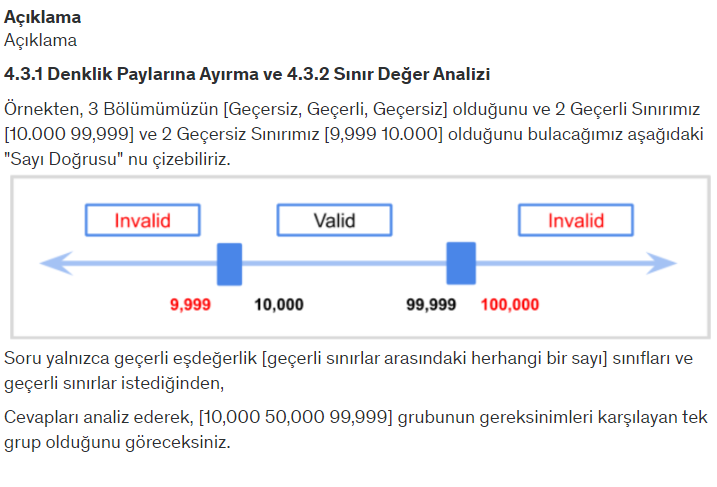 Açıklama
Açıklama
4.3.1 Denklik Paylarına Ayırma ve 4.3.2 Sınır Değer Analizi
Örnekten, 3 Bölümümüzün [Geçersiz, Geçerli, Geçersiz] olduğunu ve 2 Geçerli Sınırımız
[10.000 99,999] ve 2 Geçersiz Sınırımız [9,999 10.000] olduğunu bulacağımız aşağıdaki
"Sayı Doğrusu" nu çizebiliriz.
Invalid Valid Invalid
9,999 10,000 99,999 100,000
Soru yalnızca geçerli eşdeğerlik [geçerli sınırlar arasındaki herhangi bir sayı] sınıfları ve
geçerli sınırlar istediğinden,
Cevapları analiz ederek, [10,000 50,000 99,999] grubunun gereksinimleri karşılayan tek
grup olduğunu göreceksiniz.